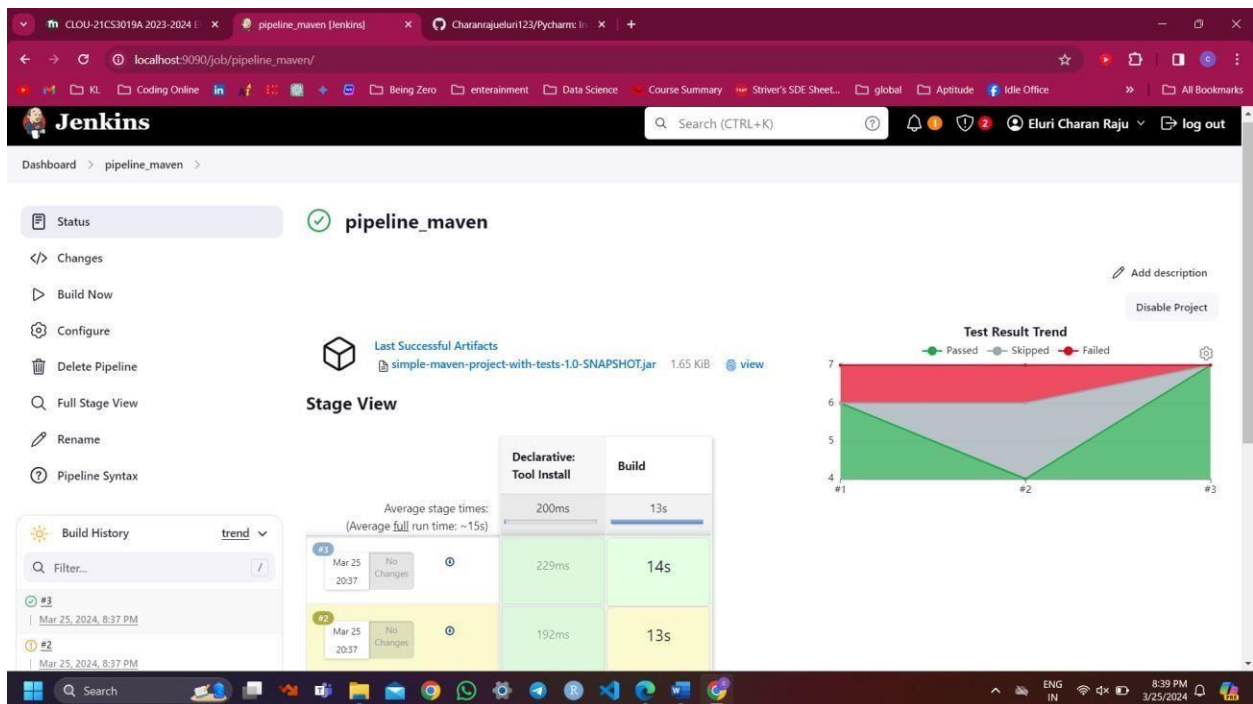 CLOU-21CS3019A 2023-2024 E
pipeline_maven [Jenkins]
Charanrajueluri123/Pycharm: In
localhost:9090/job/pipeline_maven/
KL
Coding Online
Being Zero
enterainment
Data Science
Course Summary
Striver's SDE Sheet...
global
Aptitude
Idle Office
»
All Bookmarks
Jenkins
Search (CTRL+K)
1
2
Eluri Charan Raju
log out
Dashboard > pipeline_maven >
Status
Changes
Build Now
Configure
Delete Pipeline
Full Stage View
Rename
Pipeline Syntax
Build History
trend
Filter...
/
#3
Mar 25, 2024, 8:37 PM
#2
Mar 25, 2024, 8:37 PM
pipeline_maven
Add description
Disable Project
Last Successful Artifacts
simple-maven-project-with-tests-1.0-SNAPSHOT.jar 1.65 KiB view
Test Result Trend
Passed Skipped Failed
7
6
5
4
#1 #2 #3
Stage View
Declarative:
Tool Install
Build
Average stage times:
(Average full run time: ~15s)
200ms
13s
#3
Mar 25
20:37
No
Changes
229ms
14s
#2
Mar 25
20:37
No
Changes
192ms
13s
Search
ENG
IN
8:39 PM
3/25/2024